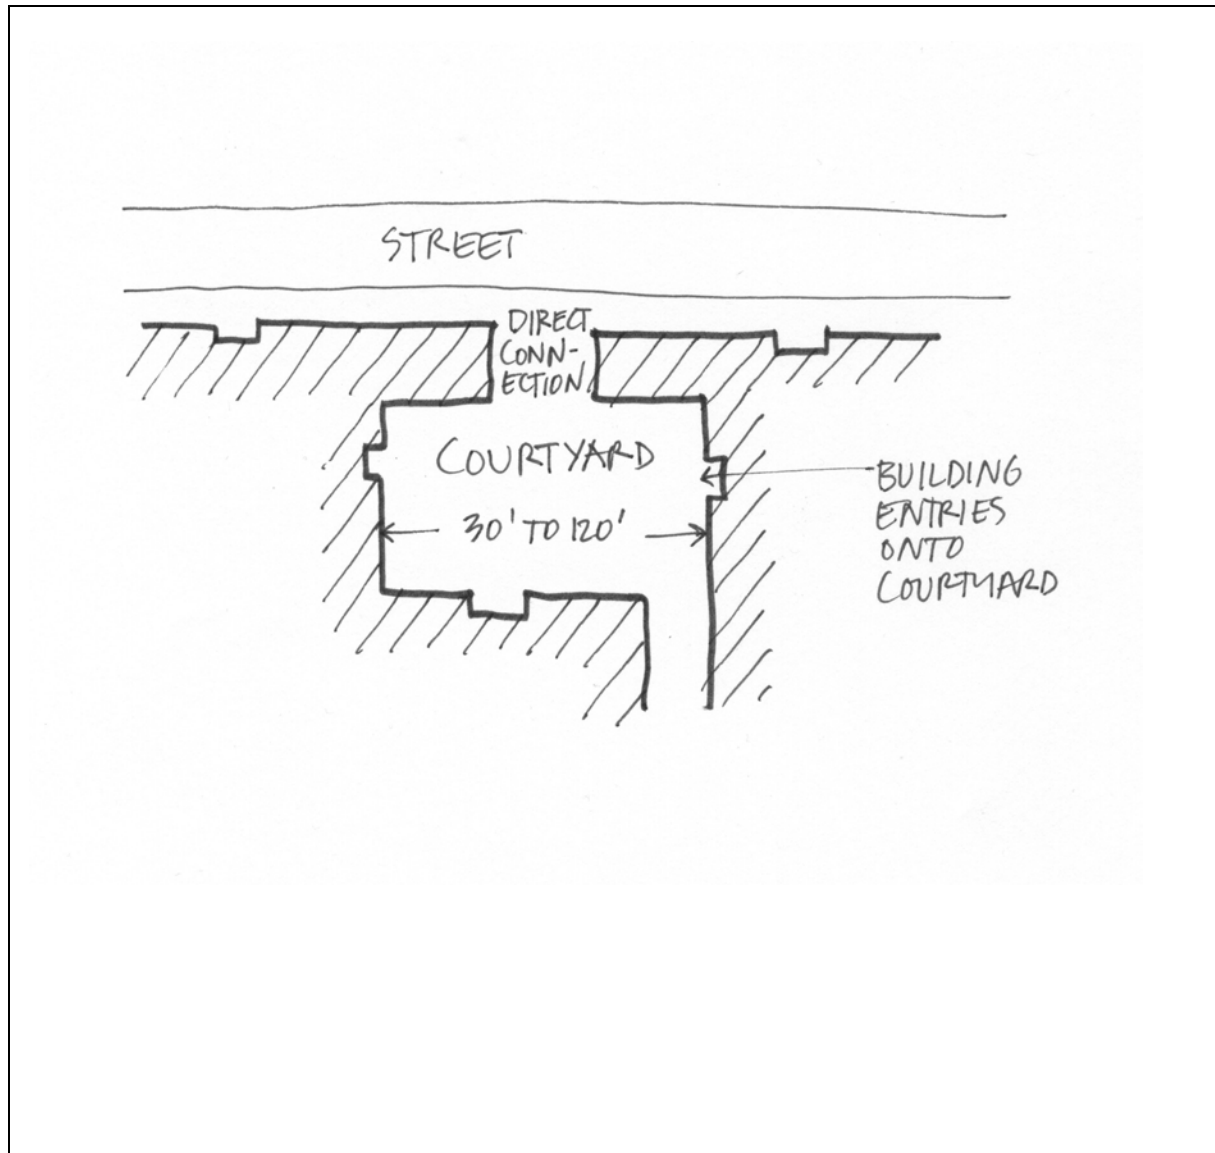 STREET
DIRECT
CONN-
ECTION
COURTYARD
30' TO 120'
BUILDING
ENTRIES
ONTO
COURTYARD